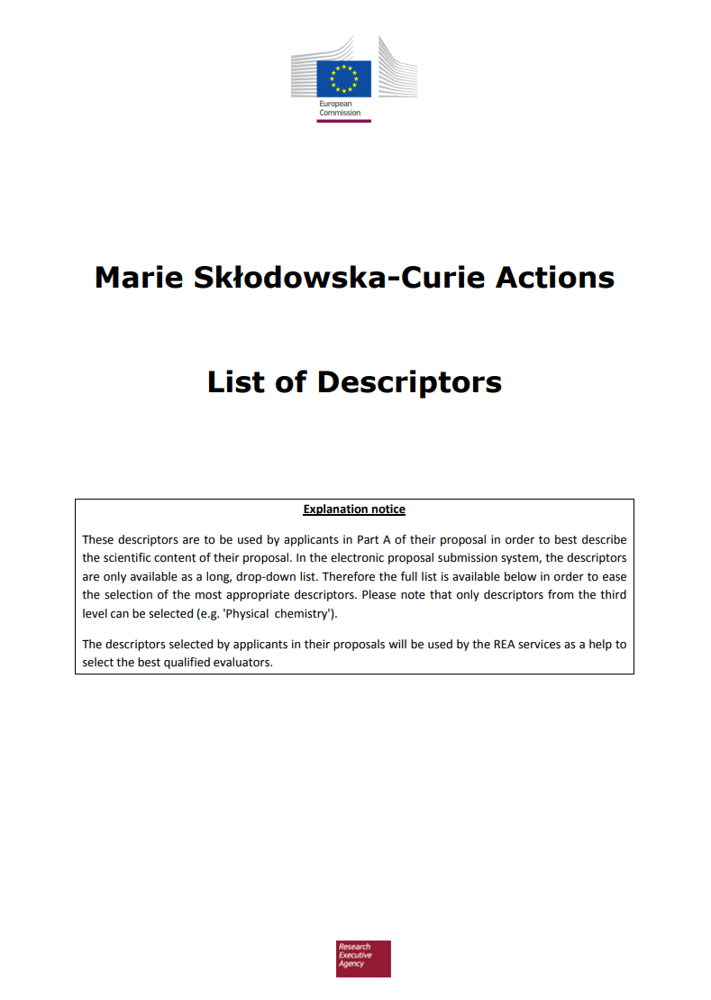 European
Commission
Marie Skłodowska-Curie Actions
List of Descriptors
Explanation notice
These descriptors are to be used by applicants in Part A of their proposal in order to best describe
the scientific content of their proposal. In the electronic proposal submission system, the descriptors
are only available as a long, drop-down list. Therefore the full list is available below in order to ease
the selection of the most appropriate descriptors. Please note that only descriptors from the third
level can be selected (e.g. 'Physical  chemistry').
The descriptors selected by applicants in their proposals will be used by the REA services as a help to
select the best qualified evaluators.
Research
Executive
Agency